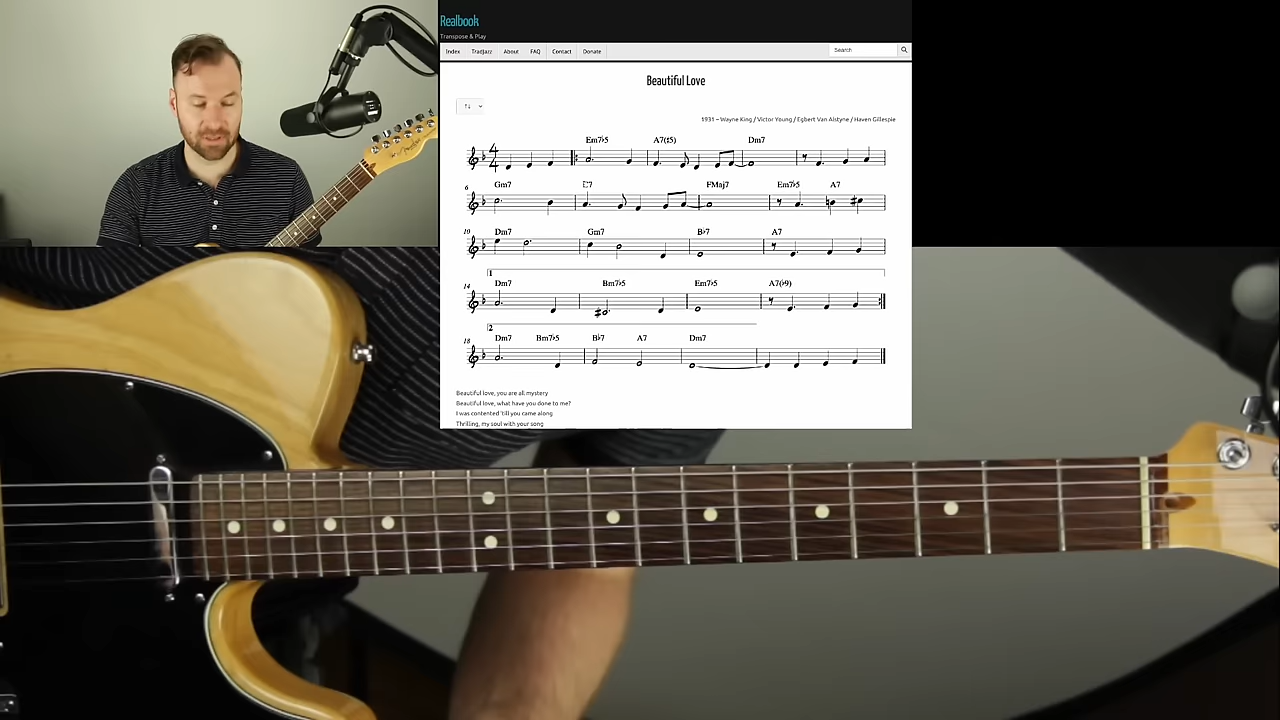 Realbook
Transpose & Play
Index TradJazz About FAQ Contact Donate Search
Beautiful Love
1931 – Wayne King / Victor Young / Egbert Van Alstyne / Haven Gillespie
Em7♭5 A7(♯5) Dm7
4
4
6 Gm7 C7 FMaj7 Em7♭5 A7
10 Dm7 Gm7 B♭7 A7
1
14 Dm7 Bm7♭5 Em7♭5 A7(♭9)
2
18 Dm7 Bm7♭5 B♭7 A7 Dm7
Beautiful love, you are all mystery
Beautiful love, what have you done to me?
I was contented 'till you came along
Thrilling, my soul with your song